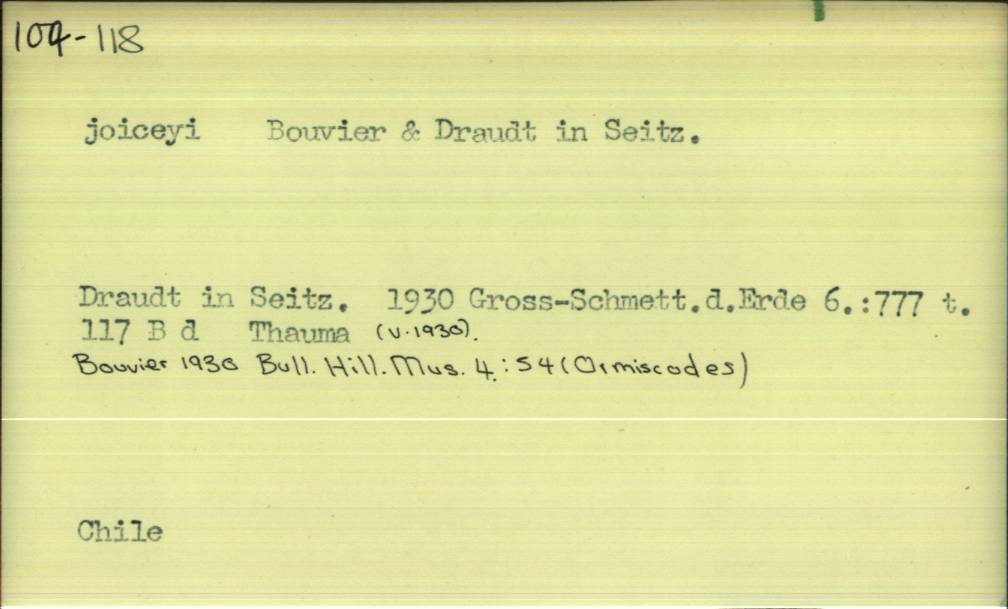 104-118
joiceyi Bouvier & Draudt in Seitz.
Draudt in Seitz. 1930 Gross-Schmett.d.Erde 6.:777 t.
117 B d Thauma (v.1930).
Bouvier 1930 Bull. Hill. Mus. 4:54 (Ormiscodes)
Chile